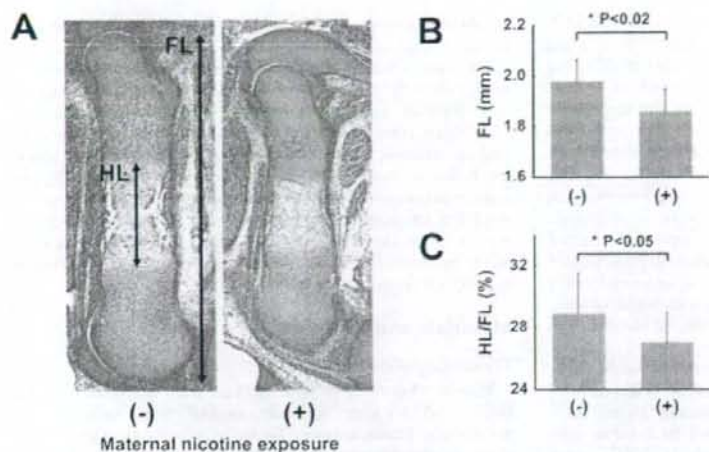 A
FL
HL
(-)
(+)
Maternal nicotine exposure
B
* P<0.02
FL (mm)
2.2
2.0
1.8
1.6
(-)
(+)
C
* P<0.05
HL/FL (%)
32
28
24
(-)
(+)